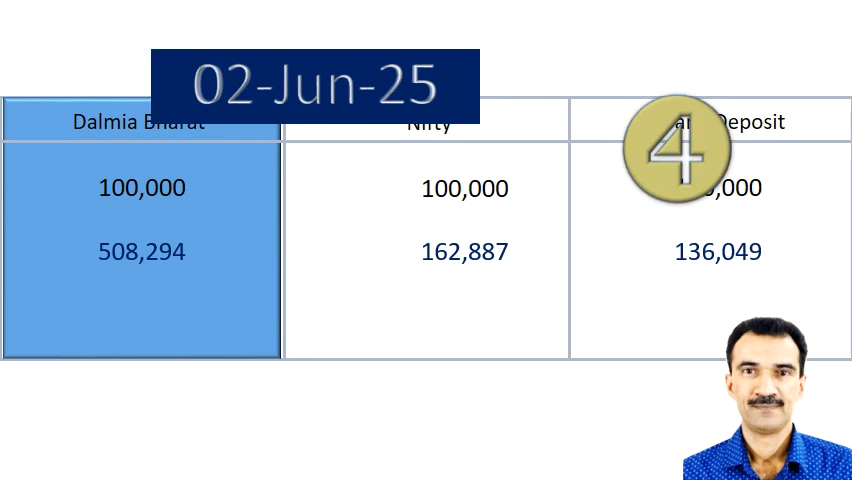 02-Jun-25
Dalmia Bharat Nifty Deposit
4
100,000 100,000
508,294 162,887 136,049